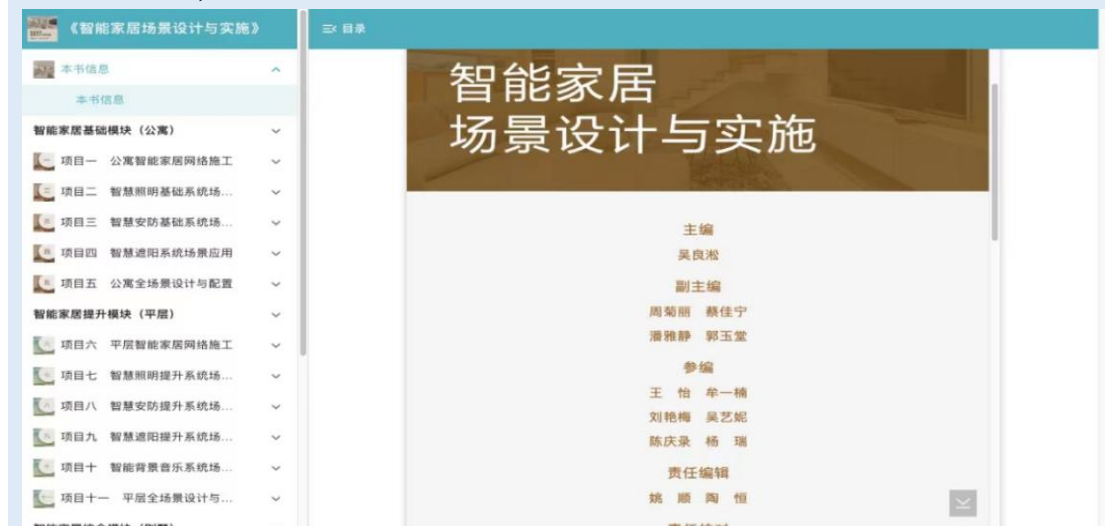 《智能家居场景设计与实施》
目录
本书信息
本书信息
智能家居基础模块（公寓）
项目一 公寓智能家居网络施工
项目二 智慧照明基础系统场...
项目三 智慧安防基础系统场...
项目四 智慧遮阳系统场景应用
项目五 公寓全场景设计与配置
智能家居提升模块（平层）
项目六 平层智能家居网络施工
项目七 智慧照明提升系统场...
项目八 智慧安防提升系统场...
项目九 智慧遮阳提升系统场...
项目十 智能背景音乐系统场...
项目十一 平层全场景设计与...
智能家居
场景设计与实施
主编
吴良淞
副主编
周菊丽 蔡佳宁
潘雅静 郭玉堂
参编
王 怡 牟一楠
刘艳梅 吴艺妮
陈庆录 杨 瑞
责任编辑
姚 顺 陶 恒